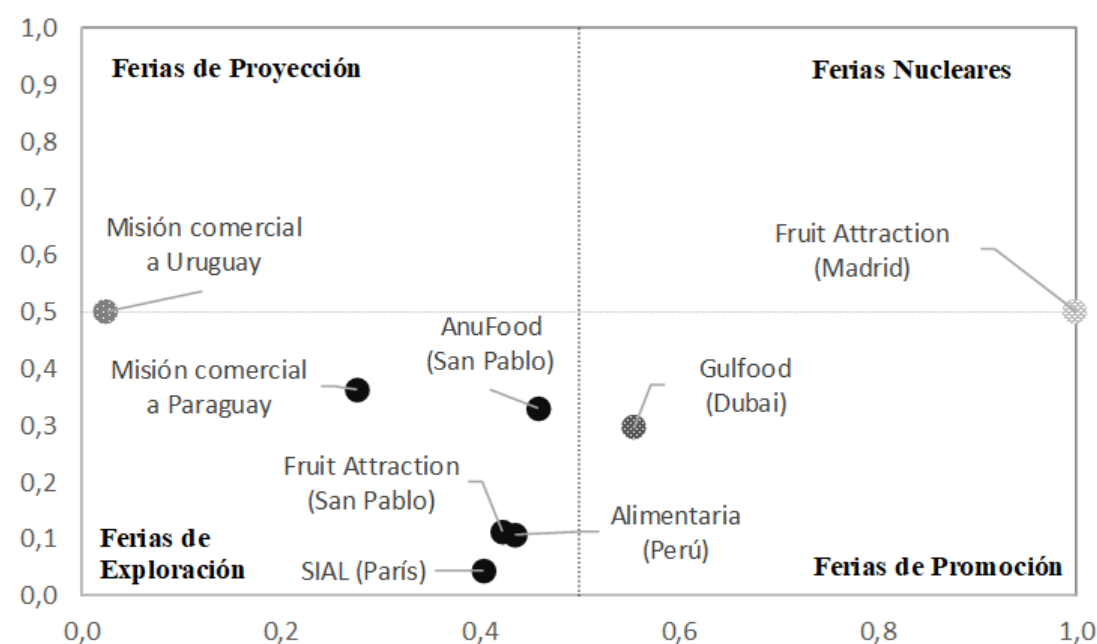 1,0
0,9
0,8
0,7
0,6
0,5
0,4
0,3
0,2
0,1
0,0
Ferias de Proyección
Ferias Nucleares
Misión comercial
a Uruguay
Fruit Attraction
(Madrid)
AnuFood
(San Pablo)
Misión comercial
a Paraguay
Gulfood
(Dubai)
Fruit Attraction
(San Pablo)
Alimentaria
(Perú)
Ferias de
Exploración
SIAL (París)
Ferias de Promoción
0,0 0,2 0,4 0,6 0,8 1,0